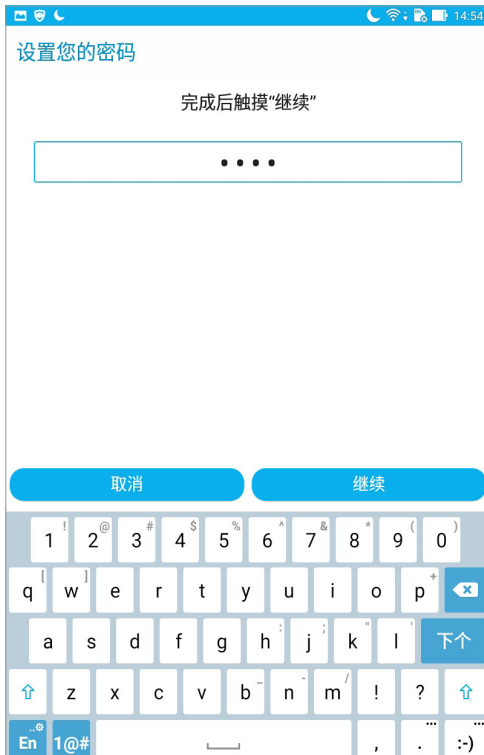 14:54
设置您的密码
完成后触摸“继续”
••••
取消 继续
! @ # $ % ^ & * ( )
1 2 3 4 5 6 7 8 9 0
[ ] +
q w e r t y u i o p
: ; " '
a s d f g h j k l 下个
_ - /
z x c v b n m ! ?
En 1@# , . :-)